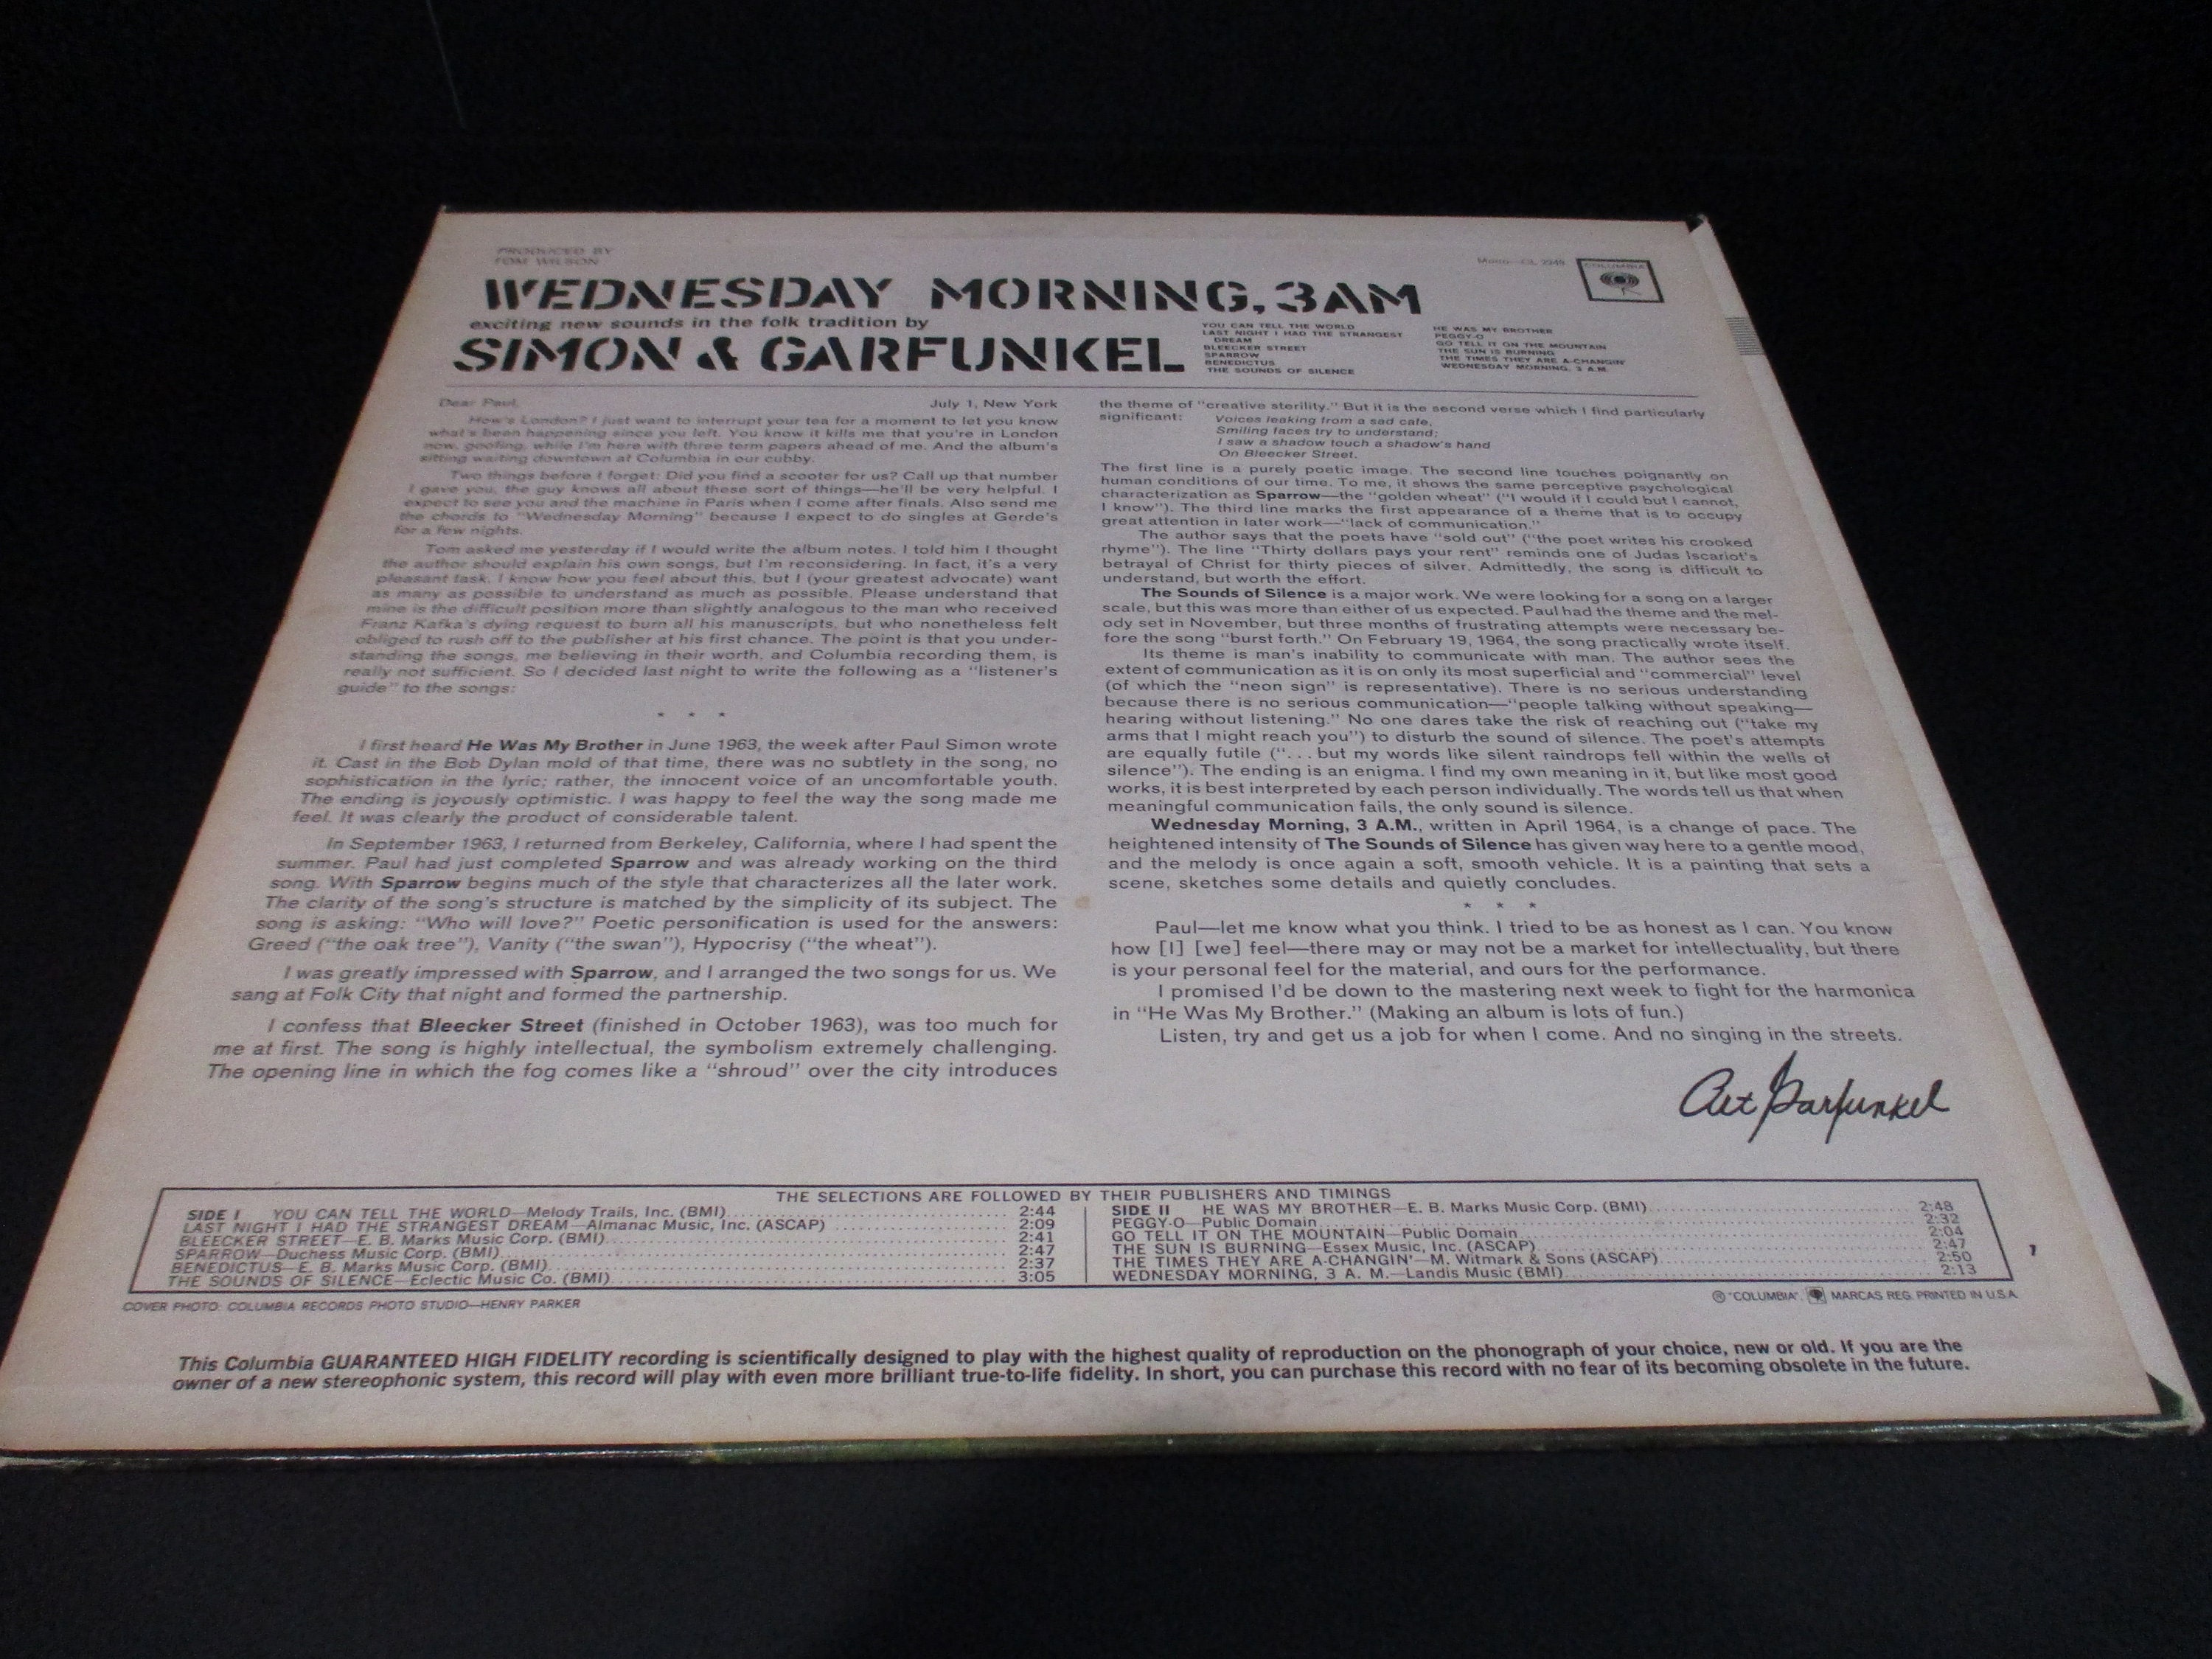 PRODUCED BY
TOM WILSON
Mono—CL 2249
COLUMBIA
WEDNESDAY MORNING, 3AM
exciting new sounds in the folk tradition by
SIMON & GARFUNKEL
YOU CAN TELL THE WORLD
LAST NIGHT I HAD THE STRANGEST
DREAM
BLEECKER STREET
SPARROW
BENEDICTUS
THE SOUNDS OF SILENCE
HE WAS MY BROTHER
PEGGY-O
GO TELL IT ON THE MOUNTAIN
THE SUN IS BURNING
THE TIMES THEY ARE A-CHANGIN'
WEDNESDAY MORNING, 3 A.M.
Dear Paul,
July 1, New York
How's London? I just want to interrupt your tea for a moment to let you know
what's been happening since you left. You know it kills me that you're in London
now, goofing, while I'm here with three term papers ahead of me. And the album's
sitting waiting downtown at Columbia in our cubby.
Two things before I forget: Did you find a scooter for us? Call up that number
I gave you, the guy knows all about these sort of things—he'll be very helpful. I
expect to see you and the machine in Paris when I come after finals. Also send me
the chords to "Wednesday Morning" because I expect to do singles at Gerde's
for a few nights.
Tom asked me yesterday if I would write the album notes. I told him I thought
the author should explain his own songs, but I'm reconsidering. In fact, it's a very
pleasant task. I know how you feel about this, but I (your greatest advocate) want
as many as possible to understand as much as possible. Please understand that
mine is the difficult position more than slightly analogous to the man who received
Franz Kafka's dying request to burn all his manuscripts, but who nonetheless felt
obliged to rush off to the publisher at his first chance. The point is that you under-
standing the songs, me believing in their worth, and Columbia recording them, is
really not sufficient. So I decided last night to write the following as a "listener's
guide" to the songs:
* * *
I first heard He Was My Brother in June 1963, the week after Paul Simon wrote
it. Cast in the Bob Dylan mold of that time, there was no subtlety in the song, no
sophistication in the lyric; rather, the innocent voice of an uncomfortable youth.
The ending is joyously optimistic. I was happy to feel the way the song made me
feel. It was clearly the product of considerable talent.
In September 1963, I returned from Berkeley, California, where I had spent the
summer. Paul had just completed Sparrow and was already working on the third
song. With Sparrow begins much of the style that characterizes all the later work.
The clarity of the song's structure is matched by the simplicity of its subject. The
song is asking: "Who will love?" Poetic personification is used for the answers:
Greed ("the oak tree"), Vanity ("the swan"), Hypocrisy ("the wheat").
I was greatly impressed with Sparrow, and I arranged the two songs for us. We
sang at Folk City that night and formed the partnership.
I confess that Bleecker Street (finished in October 1963), was too much for
me at first. The song is highly intellectual, the symbolism extremely challenging.
The opening line in which the fog comes like a "shroud" over the city introduces
the theme of "creative sterility." But it is the second verse which I find particularly
significant: Voices leaking from a sad cafe,
Smiling faces try to understand;
I saw a shadow touch a shadow's hand
On Bleecker Street.
The first line is a purely poetic image. The second line touches poignantly on
human conditions of our time. To me, it shows the same perceptive psychological
characterization as Sparrow—the "golden wheat" ("I would if I could but I cannot,
I know"). The third line marks the first appearance of a theme that is to occupy
great attention in later work—"lack of communication."
The author says that the poets have "sold out" ("the poet writes his crooked
rhyme"). The line "Thirty dollars pays your rent" reminds one of Judas Iscariot's
betrayal of Christ for thirty pieces of silver. Admittedly, the song is difficult to
understand, but worth the effort.
The Sounds of Silence is a major work. We were looking for a song on a larger
scale, but this was more than either of us expected. Paul had the theme and the mel-
ody set in November, but three months of frustrating attempts were necessary be-
fore the song "burst forth." On February 19, 1964, the song practically wrote itself.
Its theme is man's inability to communicate with man. The author sees the
extent of communication as it is on only its most superficial and "commercial" level
(of which the "neon sign" is representative). There is no serious understanding
because there is no serious communication—"people talking without speaking—
hearing without listening." No one dares take the risk of reaching out ("take my
arms that I might reach you") to disturb the sound of silence. The poet's attempts
are equally futile (". . . but my words like silent raindrops fell within the wells of
silence"). The ending is an enigma. I find my own meaning in it, but like most good
works, it is best interpreted by each person individually. The words tell us that when
meaningful communication fails, the only sound is silence.
Wednesday Morning, 3 A.M., written in April 1964, is a change of pace. The
heightened intensity of The Sounds of Silence has given way here to a gentle mood,
and the melody is once again a soft, smooth vehicle. It is a painting that sets a
scene, sketches some details and quietly concludes.
* * *
Paul—let me know what you think. I tried to be as honest as I can. You know
how [I] [we] feel—there may or may not be a market for intellectuality, but there
is your personal feel for the material, and ours for the performance.
I promised I'd be down to the mastering next week to fight for the harmonica
in "He Was My Brother." (Making an album is lots of fun.)
Listen, try and get us a job for when I come. And no singing in the streets.
Art Garfunkel
THE SELECTIONS ARE FOLLOWED BY THEIR PUBLISHERS AND TIMINGS
SIDE I YOU CAN TELL THE WORLD—Melody Trails, Inc. (BMI) 2:44
LAST NIGHT I HAD THE STRANGEST DREAM—Almanac Music, Inc. (ASCAP) 2:09
BLEECKER STREET—E. B. Marks Music Corp. (BMI) 2:41
SPARROW—Duchess Music Corp. (BMI) 2:47
BENEDICTUS—E. B. Marks Music Corp. (BMI) 2:37
THE SOUNDS OF SILENCE—Eclectic Music Co. (BMI) 3:05
SIDE II HE WAS MY BROTHER—E. B. Marks Music Corp. (BMI) 2:48
PEGGY-O—Public Domain 2:32
GO TELL IT ON THE MOUNTAIN—Public Domain 2:04
THE SUN IS BURNING—Essex Music, Inc. (ASCAP) 2:47
THE TIMES THEY ARE A-CHANGIN'—M. Witmark & Sons (ASCAP) 2:50
WEDNESDAY MORNING, 3 A. M.—Landis Music (BMI) 2:13
1
COVER PHOTO: COLUMBIA RECORDS PHOTO STUDIO—HENRY PARKER
® "COLUMBIA", MARCAS REG. PRINTED IN U.S.A.
This Columbia GUARANTEED HIGH FIDELITY recording is scientifically designed to play with the highest quality of reproduction on the phonograph of your choice, new or old. If you are the
owner of a new stereophonic system, this record will play with even more brilliant true-to-life fidelity. In short, you can purchase this record with no fear of its becoming obsolete in the future.